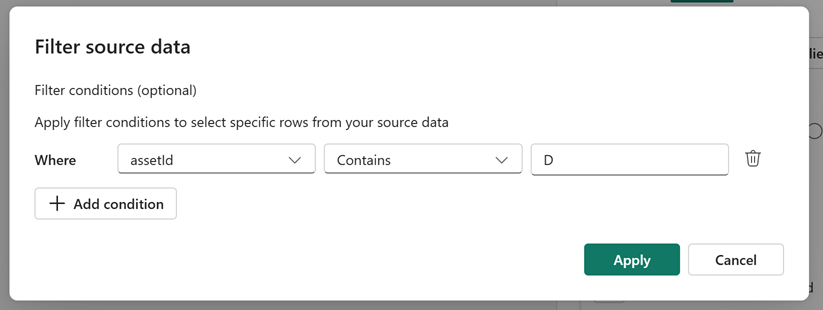 Filter source data
Filter conditions (optional)
Apply filter conditions to select specific rows from your source data
Where assetId Contains D
Add condition
Apply Cancel